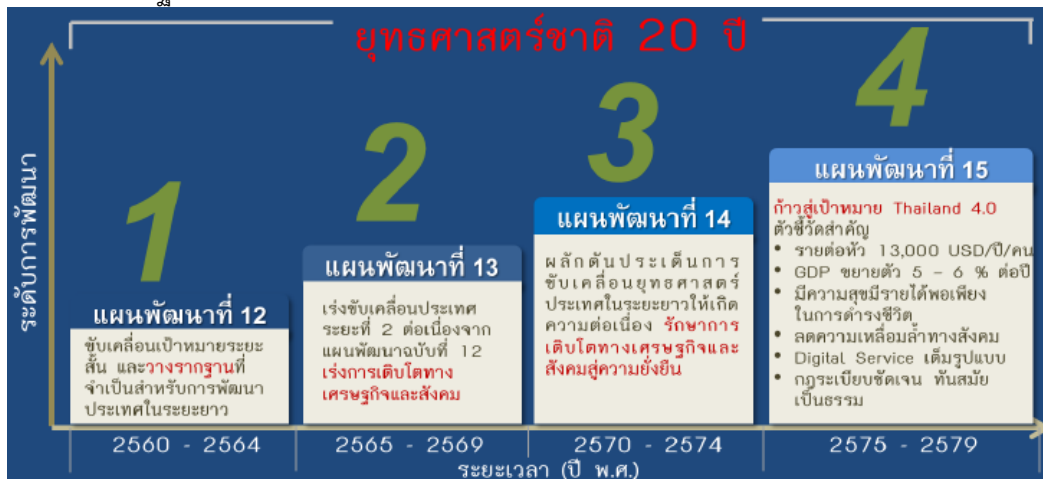 ยุทธศาสตร์ชาติ 20 ปี
ระดับการพัฒนา
1
แผนพัฒนาที่ 12
ขับเคลื่อนเป้าหมายระยะ
สั้น และวางรากฐานที่
จำเป็นสำหรับการพัฒนา
ประเทศในระยะยาว
2
แผนพัฒนาที่ 13
เร่งขับเคลื่อนประเทศ
ระยะที่ 2 ต่อเนื่องจาก
แผนพัฒนาฉบับที่ 12
เร่งการเติบโตทาง
เศรษฐกิจและสังคม
3
แผนพัฒนาที่ 14
ผลักดันประเด็นการ
ขับเคลื่อนยุทธศาสตร์
ประเทศในระยะยาวให้เกิด
ความต่อเนื่อง รักษาการ
เติบโตทางเศรษฐกิจและ
สังคมสู่ความยั่งยืน
4
แผนพัฒนาที่ 15
ก้าวสู่เป้าหมาย Thailand 4.0
ตัวชี้วัดสำคัญ
• รายต่อหัว 13,000 USD/ปี/คน
• GDP ขยายตัว 5 – 6 % ต่อปี
• มีความสุขมีรายได้พอเพียง
ในการดำรงชีวิต
• ลดความเหลื่อมล้ำทางสังคม
• Digital Service เต็มรูปแบบ
• กฎระเบียบชัดเจน ทันสมัย
เป็นธรรม
2560 - 2564
2565 - 2569
2570 - 2574
2575 - 2579
ระยะเวลา (ปี พ.ศ.)